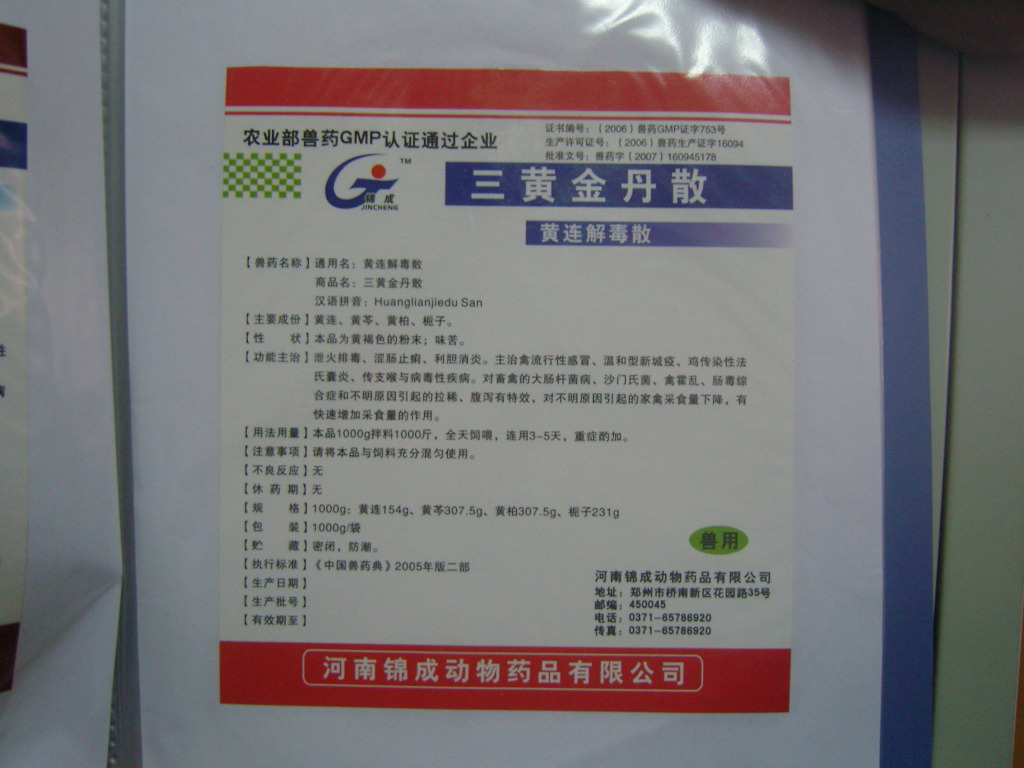 农业部兽药GMP认证通过企业
证书编号：（2006）兽药GMP证字753号
生产许可证号：（2006）兽药生产证字16094
批准文号：兽药字（2007）160945178
TM
锦成
JINCHENG
三黄金丹散
黄连解毒散
【兽药名称】通用名：黄连解毒散
商品名：三黄金丹散
汉语拼音：Huanglianjiedu San
【主要成份】黄连、黄芩、黄柏、栀子。
【性 状】本品为黄褐色的粉末；味苦。
【功能主治】泄火排毒、涩肠止痢、利胆消炎。主治禽流行性感冒、温和型新城疫、鸡传染性法
氏囊炎、传支喉与病毒性疾病。对畜禽的大肠杆菌病、沙门氏菌、禽霍乱、肠毒综
合症和不明原因引起的拉稀、腹泻有特效，对不明原因引起的家禽采食量下降，有
快速增加采食量的作用。
【用法用量】本品1000g拌料1000斤，全天饲喂，连用3-5天，重症酌加。
【注意事项】请将本品与饲料充分混匀使用。
【不良反应】无
【休 药 期】无
【规 格】1000g：黄连154g、黄芩307.5g、黄柏307.5g、栀子231g
【包 装】1000g/袋
【贮 藏】密闭，防潮。
【执行标准】《中国兽药典》2005年版二部
【生产日期】
【生产批号】
【有效期至】
兽用
河南锦成动物药品有限公司
地址：郑州市桥南新区花园路35号
邮编：450045
电话：0371-65786920
传真：0371-65786920
河南锦成动物药品有限公司
性
病